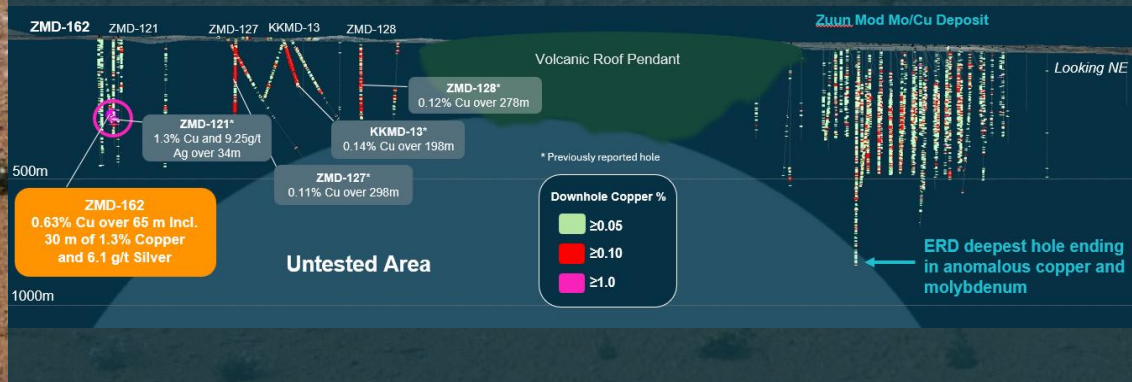 ZMD-162
ZMD-121
ZMD-127
KKMD-13
ZMD-128
Zuun Mod Mo/Cu Deposit
Volcanic Roof Pendant
Looking NE
ZMD-128*
0.12% Cu over 278m
ZMD-121*
1.3% Cu and 9.25g/t
Ag over 34m
KKMD-13*
0.14% Cu over 198m
* Previously reported hole
ZMD-127*
0.11% Cu over 298m
500m
ZMD-162
0.63% Cu over 65 m Incl.
30 m of 1.3% Copper
and 6.1 g/t Silver
Downhole Copper %
≥0.05
≥0.10
≥1.0
Untested Area
ERD deepest hole ending
in anomalous copper and
molybdenum
1000m